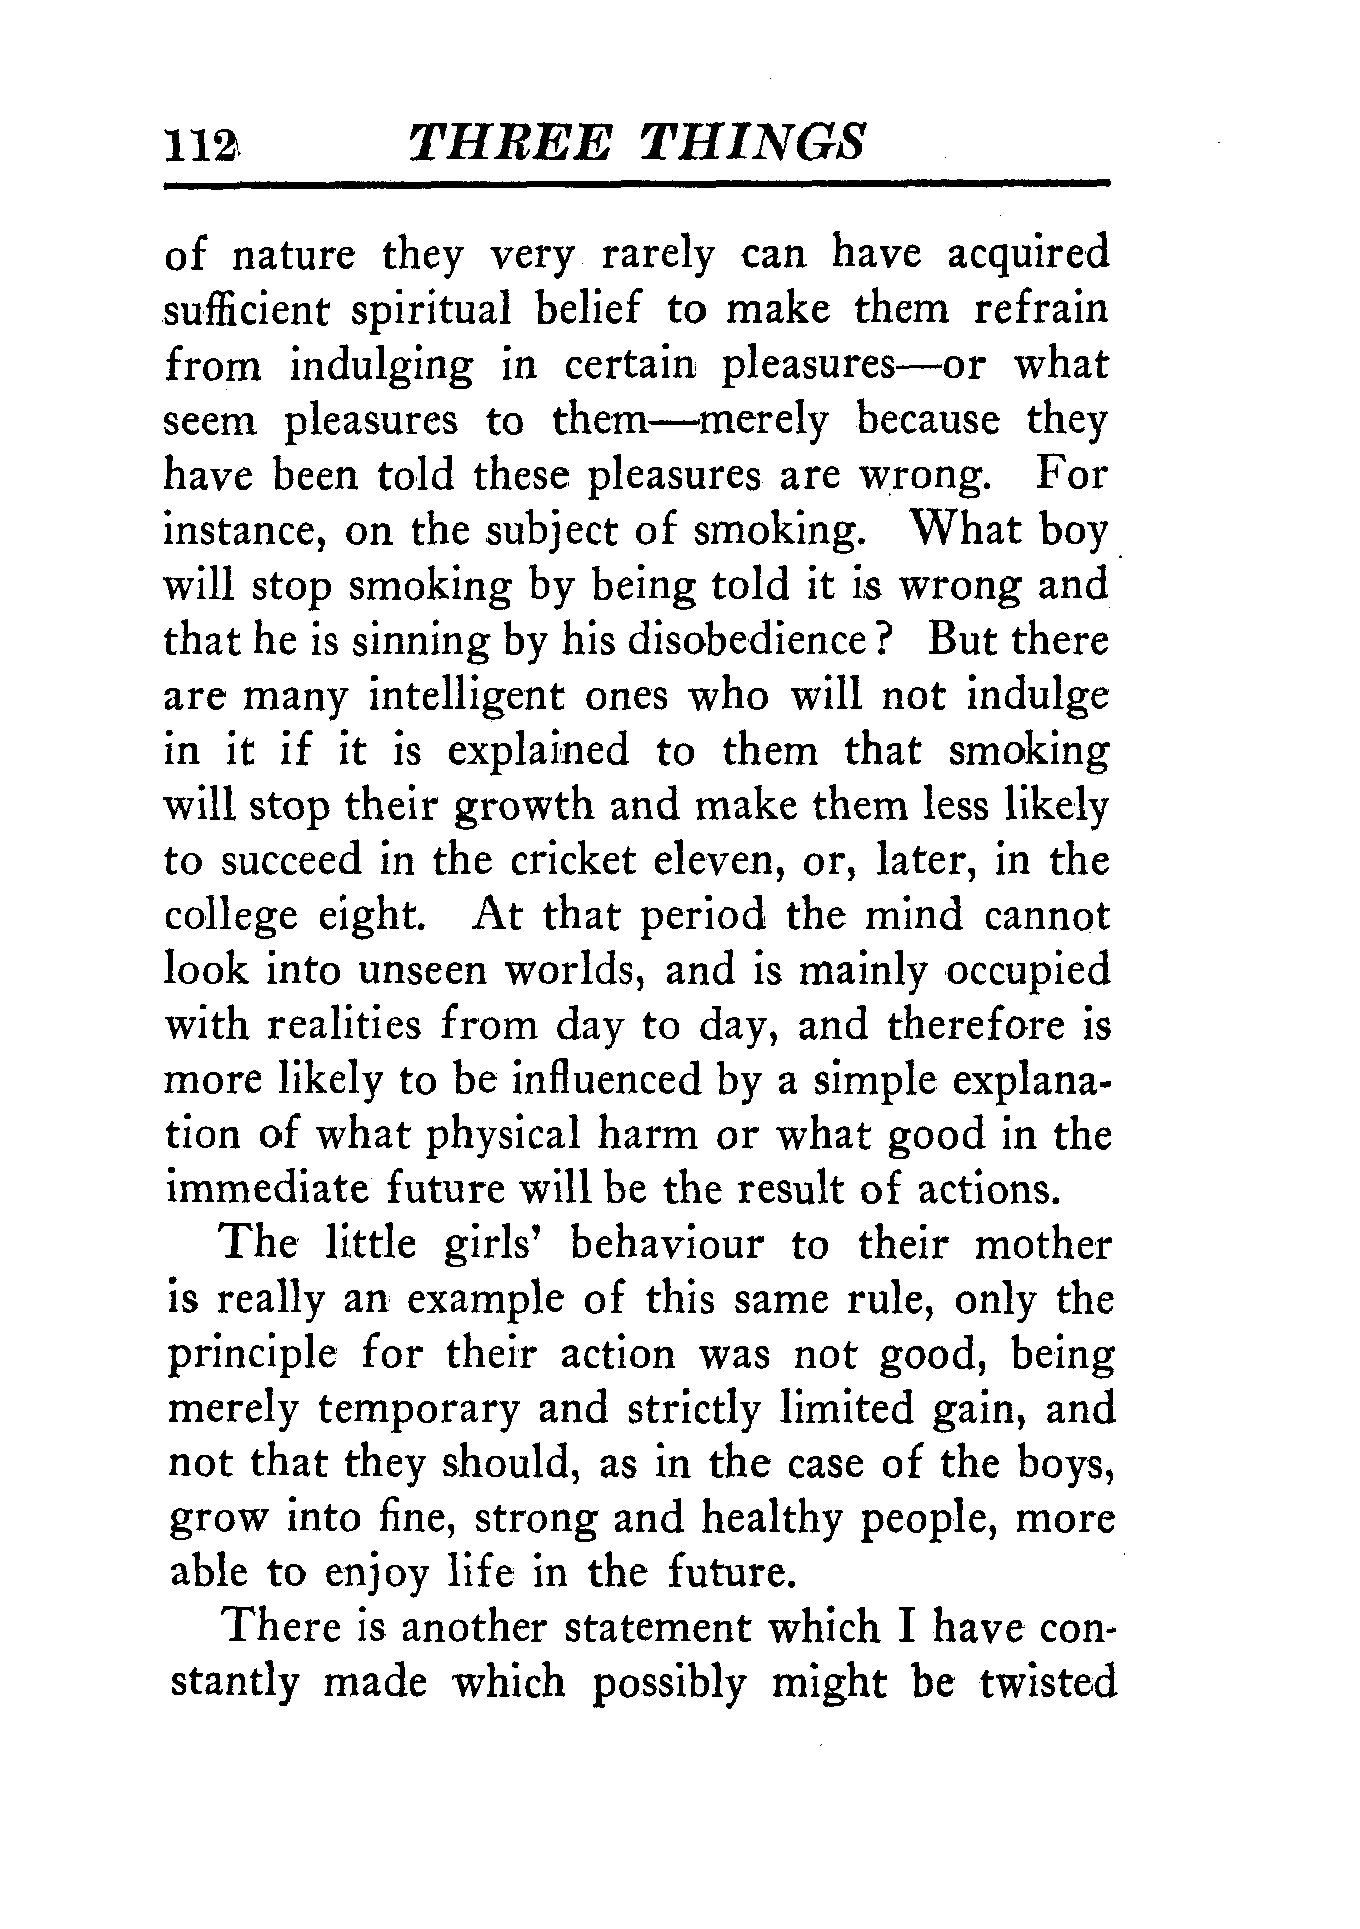 112 THREE THINGS
of nature they very rarely can have acquired
sufficient spiritual belief to make them refrain
from indulging in certain pleasures—or what
seem pleasures to them—merely because they
have been told these pleasures are wrong. For
instance, on the subject of smoking. What boy
will stop smoking by being told it is wrong and
that he is sinning by his disobedience? But there
are many intelligent ones who will not indulge
in it if it is explained to them that smoking
will stop their growth and make them less likely
to succeed in the cricket eleven, or, later, in the
college eight. At that period the mind cannot
look into unseen worlds, and is mainly occupied
with realities from day to day, and therefore is
more likely to be influenced by a simple explana-
tion of what physical harm or what good in the
immediate future will be the result of actions.
The little girls' behaviour to their mother
is really an example of this same rule, only the
principle for their action was not good, being
merely temporary and strictly limited gain, and
not that they should, as in the case of the boys,
grow into fine, strong and healthy people, more
able to enjoy life in the future.
There is another statement which I have con-
stantly made which possibly might be twisted